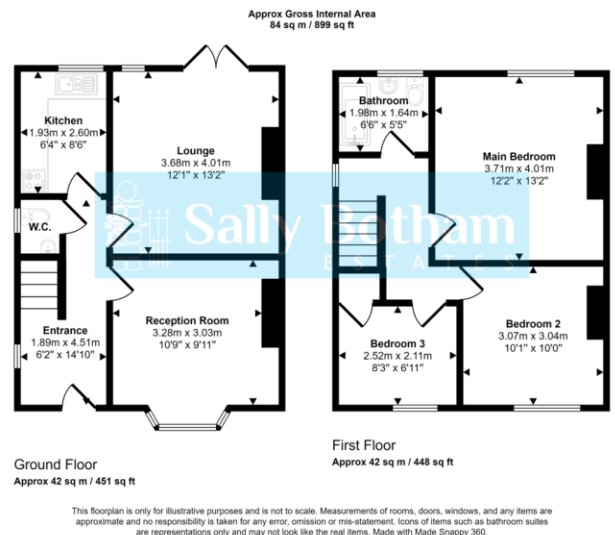 Approx Gross Internal Area
84 sq m / 899 sq ft
Kitchen
1.93m x 2.60m
6'4" x 8'6"
Lounge
3.68m x 4.01m
12'1" x 13'2"
W.C.
Entrance
1.89m x 4.51m
6'2" x 14'10"
Reception Room
3.28m x 3.03m
10'9" x 9'11"
Bathroom
1.98m x 1.64m
6'6" x 5'5"
Main Bedroom
3.71m x 4.01m
12'2" x 13'2"
Sally Botham
ESTATES
Bedroom 3
2.52m x 2.11m
8'3" x 6'11"
Bedroom 2
3.07m x 3.04m
10'1" x 10'0"
Ground Floor
Approx 42 sq m / 451 sq ft
First Floor
Approx 42 sq m / 448 sq ft
This floorplan is only for illustrative purposes and is not to scale. Measurements of rooms, doors, windows, and any items are
approximate and no responsibility is taken for any error, omission or mis-statement. Icons of items such as bathroom suites
are representations only and may not look like the real items. Made with Made Snappy 360.